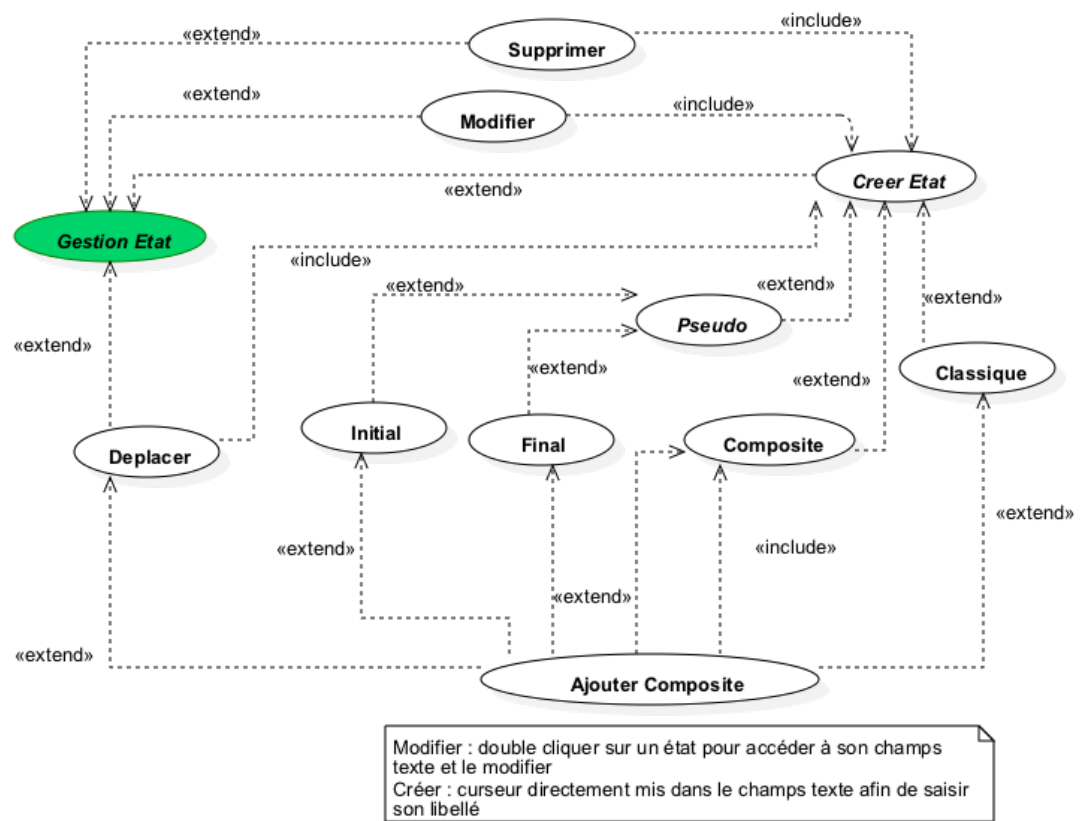 «include»
«extend»
Supprimer
«extend»
«include»
Modifier
Creer Etat
«extend»
Gestion Etat
«include»
«extend»
«extend»
«extend»
Pseudo
«extend»
«extend»
Classique
«extend»
Initial
Final
Composite
Deplacer
«extend»
«extend»
«include»
«extend»
«extend»
Ajouter Composite
Modifier : double cliquer sur un état pour accéder à son champs
texte et le modifier
Créer : curseur directement mis dans le champs texte afin de saisir
son libellé